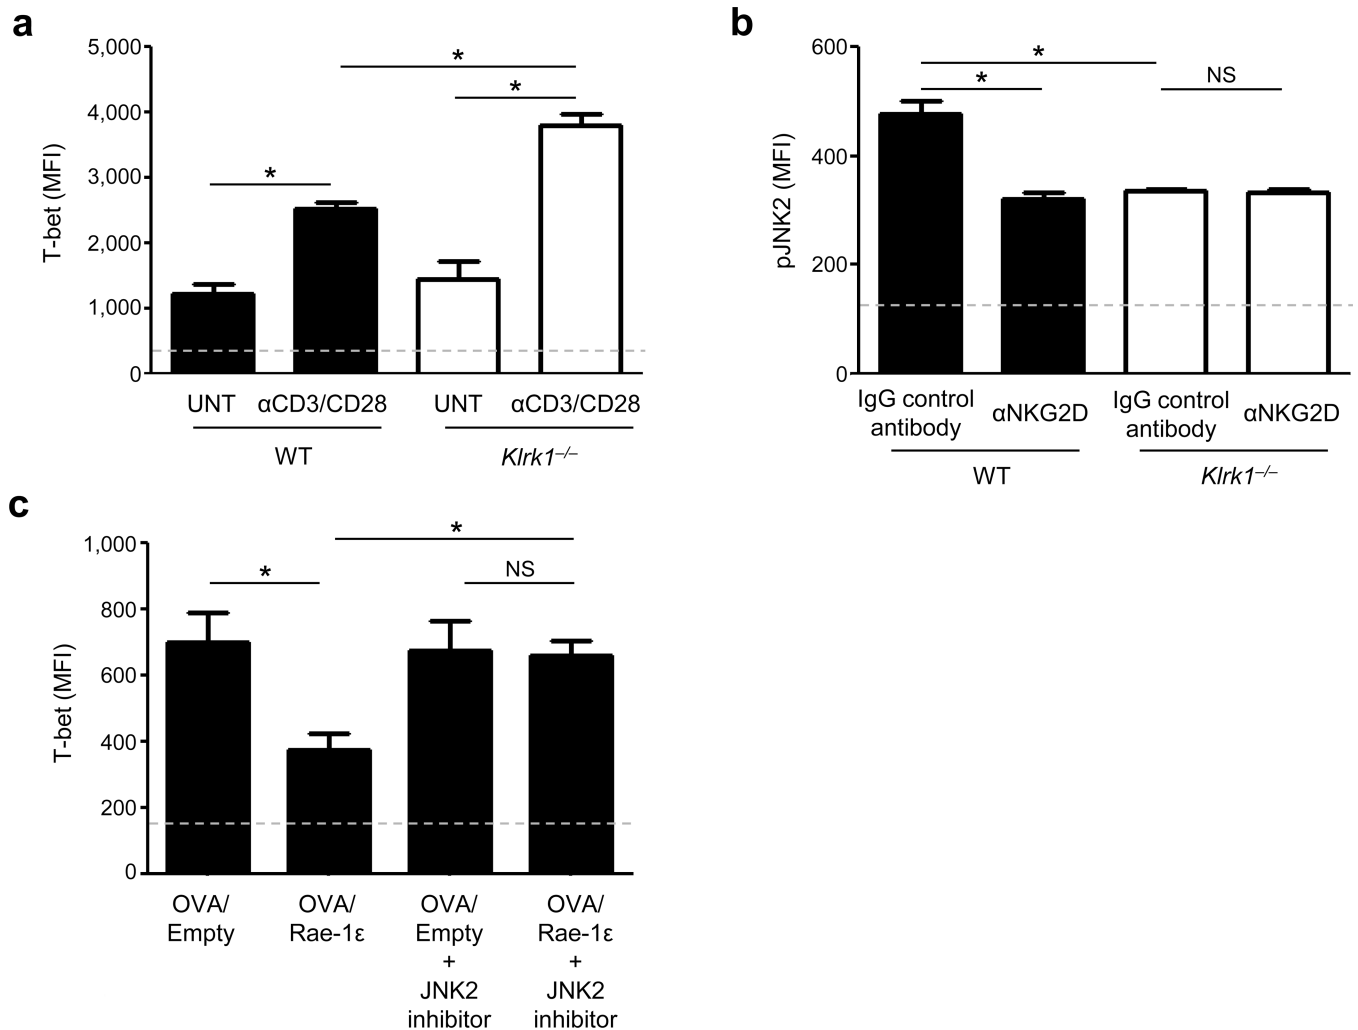 a
5,000
4,000
3,000
2,000
1,000
0
T-bet (MFI)
*
*
*
UNT
αCD3/CD28
UNT
αCD3/CD28
WT
Klrk1–/–
b
600
400
200
0
pJNK2 (MFI)
*
*
NS
IgG control
antibody
αNKG2D
IgG control
antibody
αNKG2D
WT
Klrk1–/–
c
1,000
800
600
400
200
0
T-bet (MFI)
*
*
NS
OVA/
Empty
OVA/
Rae-1ε
OVA/
Empty
+
JNK2
inhibitor
OVA/
Rae-1ε
+
JNK2
inhibitor